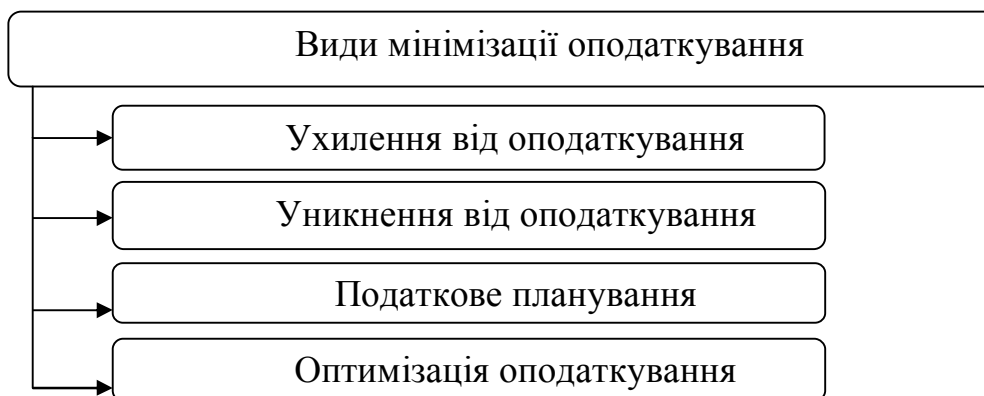 Види мінімізації оподаткування
Ухилення від оподаткування
Уникнення від оподаткування
Податкове планування
Оптимізація оподаткування